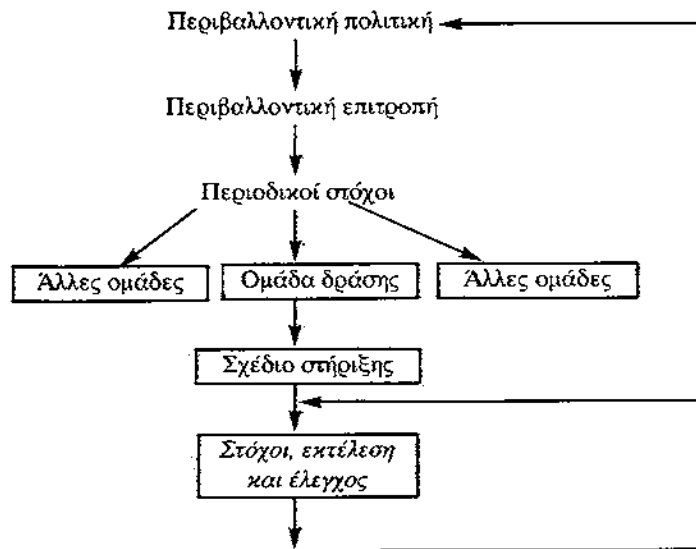 Περιβαλλοντική πολιτική
Περιβαλλοντική επιτροπή
Περιοδικοί στόχοι
Άλλες ομάδες Ομάδα δράσης Άλλες ομάδες
Σχέδιο στήριξης
Στόχοι, εκτέλεση
και έλεγχος